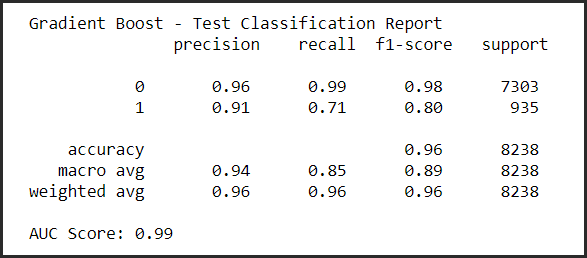 Gradient Boost - Test Classification Report
precision recall f1-score support
0 0.96 0.99 0.98 7303
1 0.91 0.71 0.80 935
accuracy 0.96 8238
macro avg 0.94 0.85 0.89 8238
weighted avg 0.96 0.96 0.96 8238
AUC Score: 0.99